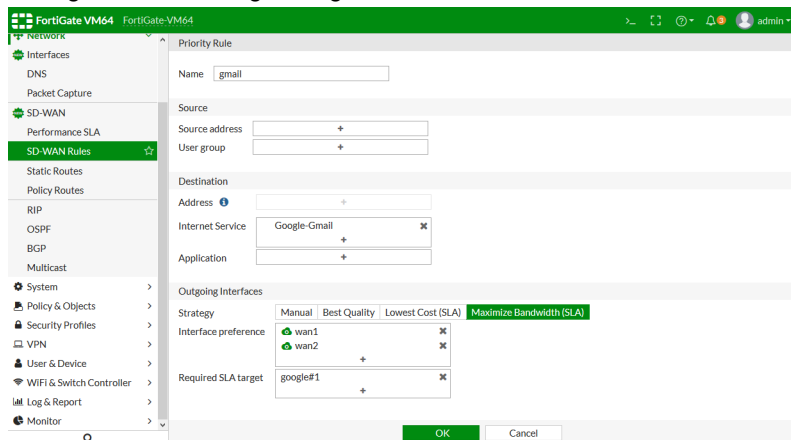 FortiGate VM64 FortiGate-VM64 >_ admin
Network
Interfaces
DNS
Packet Capture
SD-WAN
Performance SLA
SD-WAN Rules
Static Routes
Policy Routes
RIP
OSPF
BGP
Multicast
System
Policy & Objects
Security Profiles
VPN
User & Device
WiFi & Switch Controller
Log & Report
Monitor
Priority Rule
Name gmail
Source
Source address +
User group +
Destination
Address +
Internet Service Google-Gmail
+
Application +
Outgoing Interfaces
Strategy Manual Best Quality Lowest Cost (SLA) Maximize Bandwidth (SLA)
Interface preference wan1
wan2
+
Required SLA target google#1
+
OK Cancel